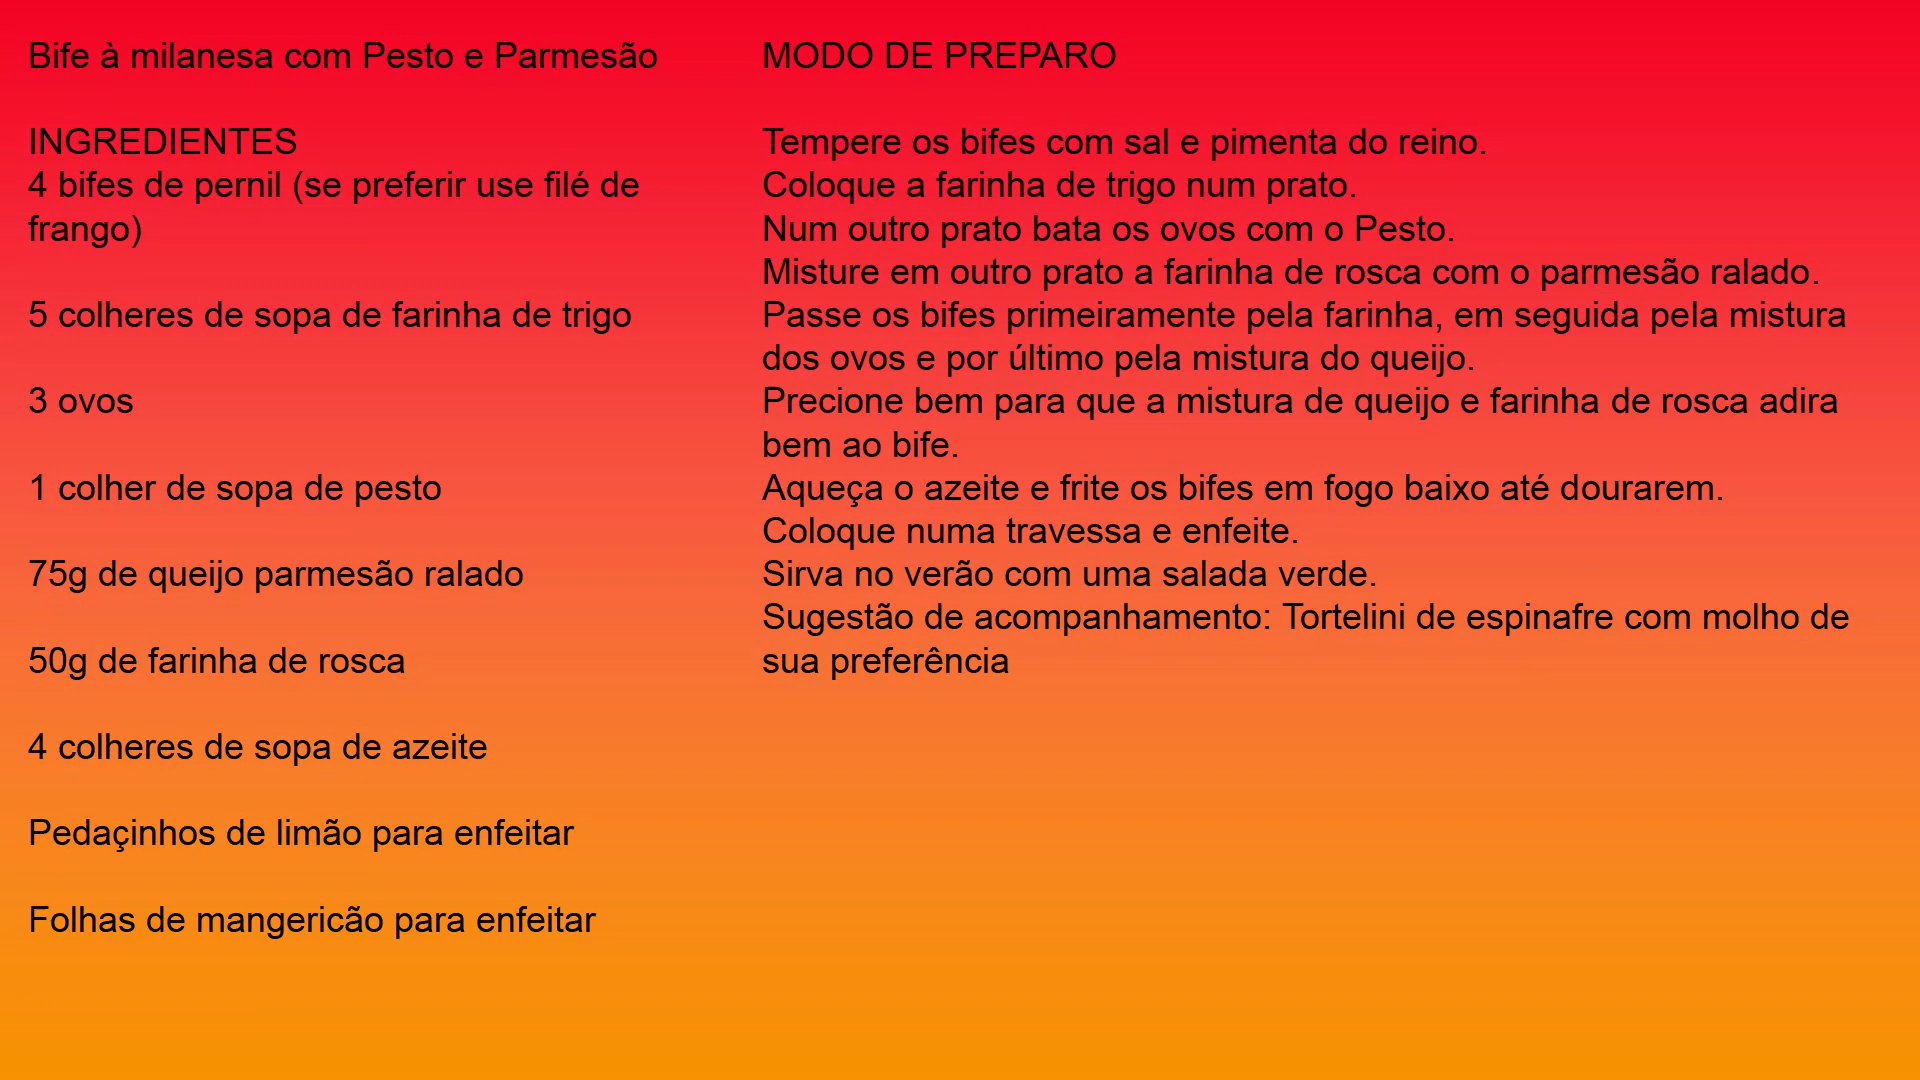 Bife à milanesa com Pesto e Parmesão
INGREDIENTES
4 bifes de pernil (se preferir use filé de
frango)
5 colheres de sopa de farinha de trigo
3 ovos
1 colher de sopa de pesto
75g de queijo parmesão ralado
50g de farinha de rosca
4 colheres de sopa de azeite
Pedaçinhos de limão para enfeitar
Folhas de mangericão para enfeitar
MODO DE PREPARO
Tempere os bifes com sal e pimenta do reino.
Coloque a farinha de trigo num prato.
Num outro prato bata os ovos com o Pesto.
Misture em outro prato a farinha de rosca com o parmesão ralado.
Passe os bifes primeiramente pela farinha, em seguida pela mistura
dos ovos e por último pela mistura do queijo.
Precione bem para que a mistura de queijo e farinha de rosca adira
bem ao bife.
Aqueça o azeite e frite os bifes em fogo baixo até dourarem.
Coloque numa travessa e enfeite.
Sirva no verão com uma salada verde.
Sugestão de acompanhamento: Tortelini de espinafre com molho de
sua preferência